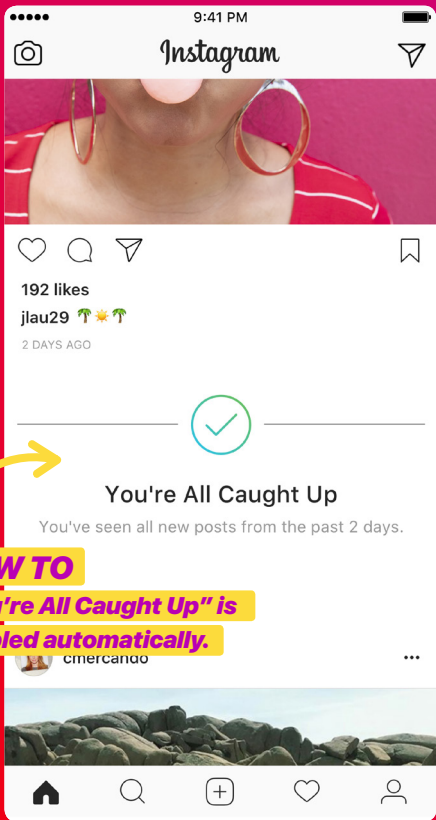 9:41 PM
Instagram
192 likes
jlau29 🌴☀️🌴
2 DAYS AGO
You're All Caught Up
You've seen all new posts from the past 2 days.
W TO
're All Caught Up” is
led automatically.
cmercando